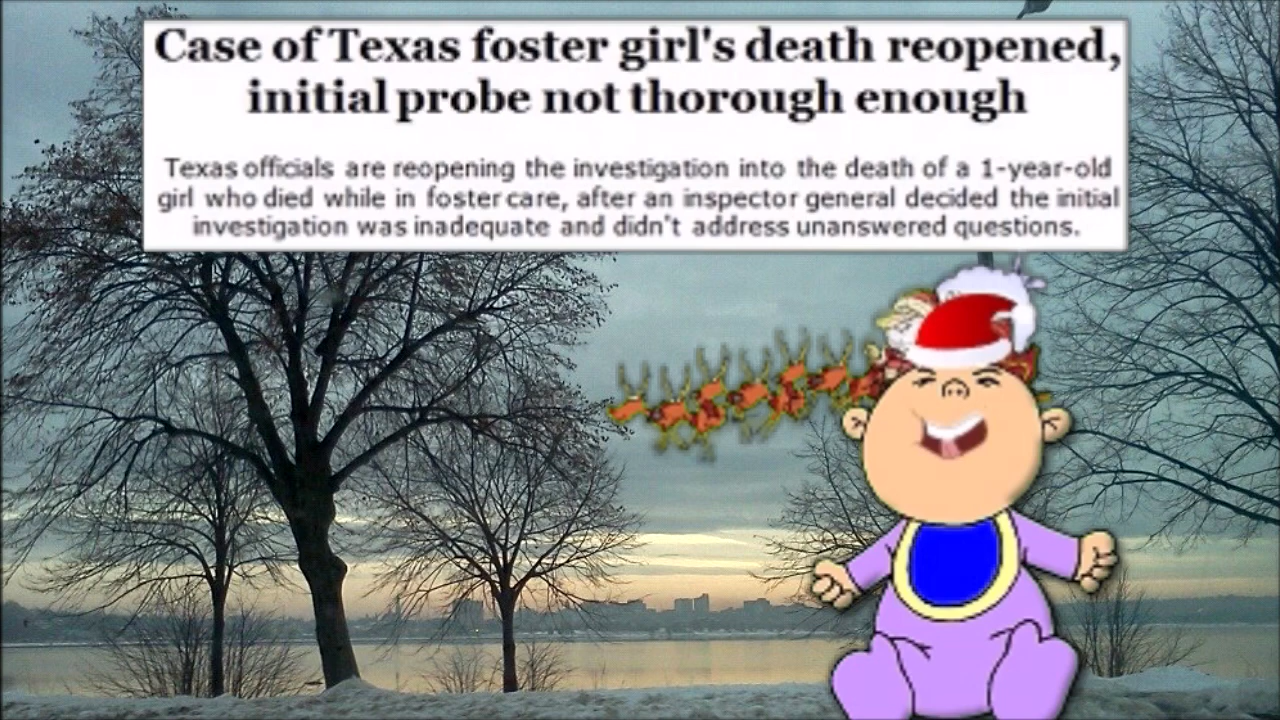 Case of Texas foster girl's death reopened,
initial probe not thorough enough
Texas officials are reopening the investigation into the death of a 1-year-old
girl who died while in foster care, after an inspector general decided the initial
investigation was inadequate and didn't address unanswered questions.